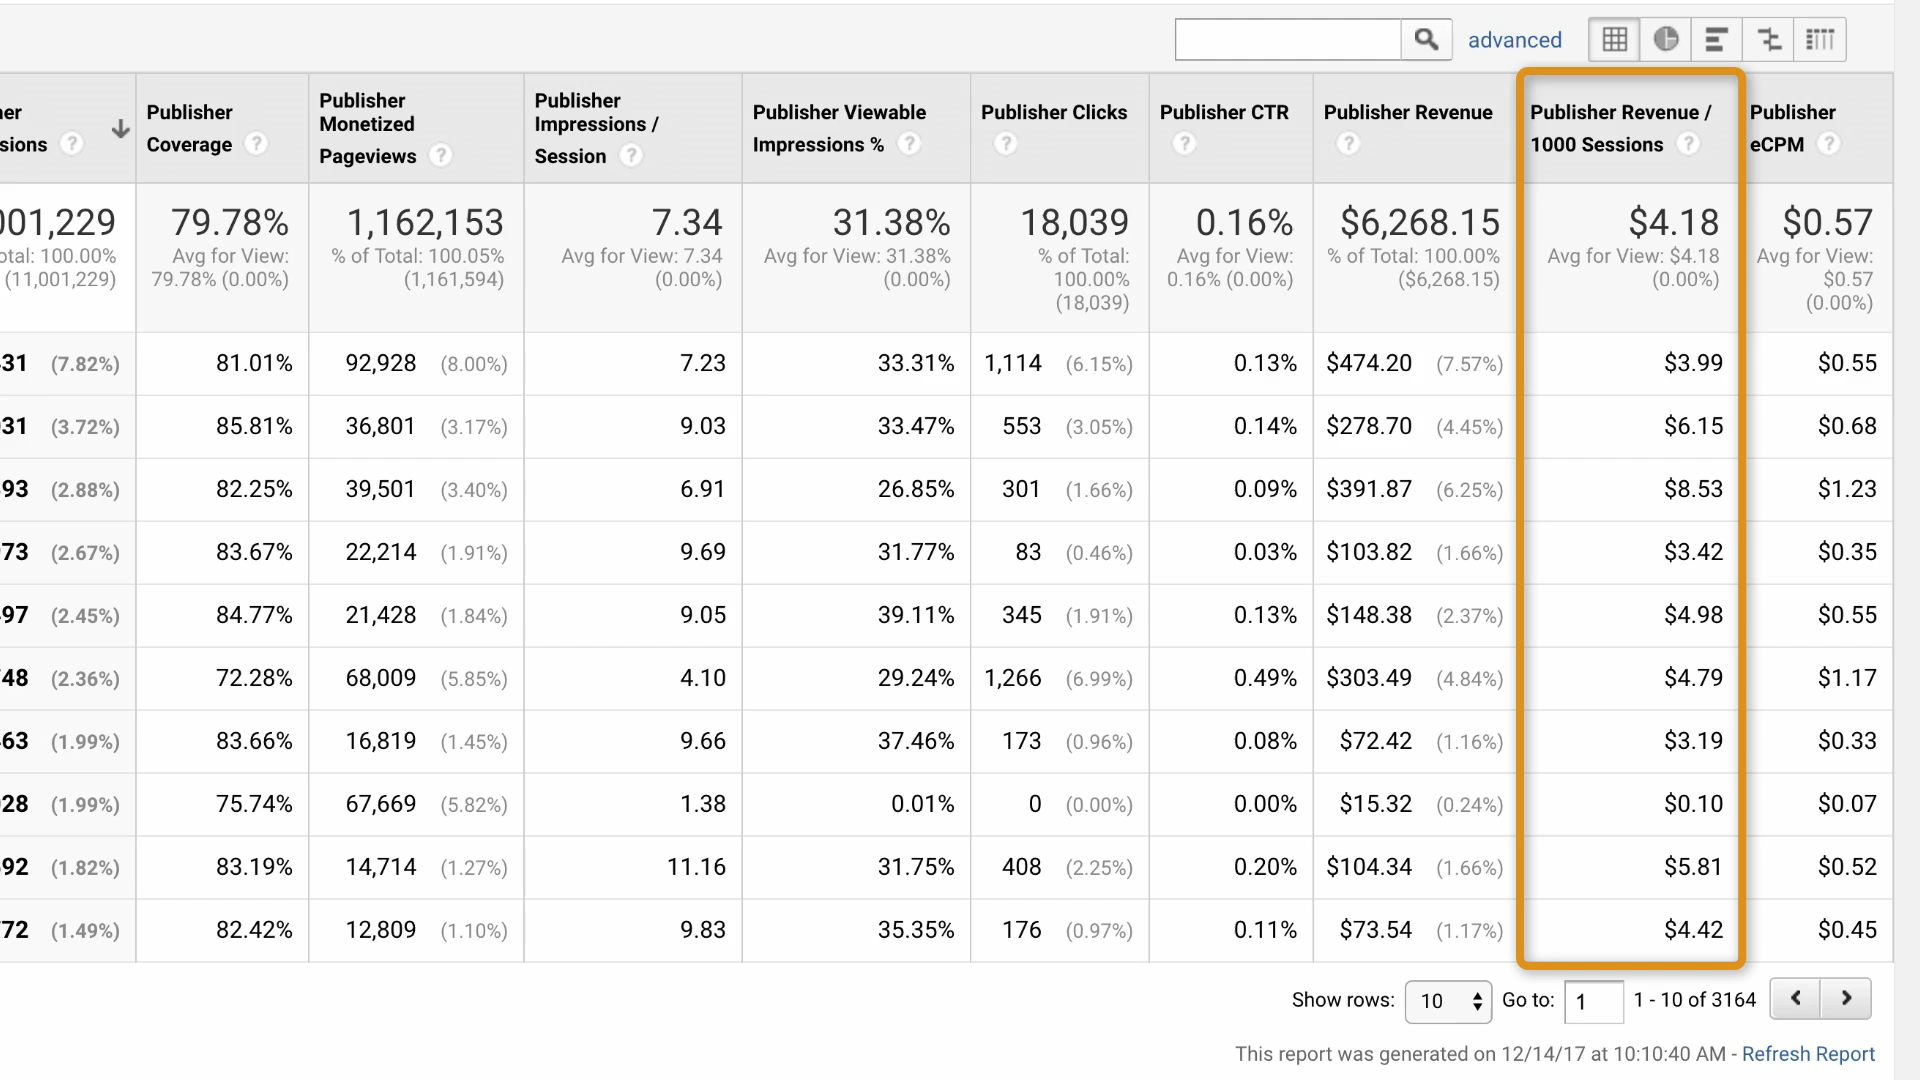 advanced
er
sions
Publisher
Coverage
Publisher
Monetized
Pageviews
Publisher
Impressions /
Session
Publisher Viewable
Impressions %
Publisher Clicks
Publisher CTR
Publisher Revenue
Publisher Revenue /
1000 Sessions
Publisher
eCPM
001,229 79.78% 1,162,153 7.34 31.38% 18,039 0.16% $6,268.15 $4.18 $0.57
otal: 100.00%
(11,001,229)
Avg for View:
79.78% (0.00%)
% of Total: 100.05%
(1,161,594)
Avg for View: 7.34
(0.00%)
Avg for View: 31.38%
(0.00%)
% of Total:
100.00%
(18,039)
Avg for View:
0.16% (0.00%)
% of Total: 100.00%
($6,268.15)
Avg for View: $4.18
(0.00%)
Avg for View:
$0.57
(0.00%)
31 (7.82%) 81.01% 92,928 (8.00%) 7.23 33.31% 1,114 (6.15%) 0.13% $474.20 (7.57%) $3.99 $0.55
31 (3.72%) 85.81% 36,801 (3.17%) 9.03 33.47% 553 (3.05%) 0.14% $278.70 (4.45%) $6.15 $0.68
93 (2.88%) 82.25% 39,501 (3.40%) 6.91 26.85% 301 (1.66%) 0.09% $391.87 (6.25%) $8.53 $1.23
73 (2.67%) 83.67% 22,214 (1.91%) 9.69 31.77% 83 (0.46%) 0.03% $103.82 (1.66%) $3.42 $0.35
97 (2.45%) 84.77% 21,428 (1.84%) 9.05 39.11% 345 (1.91%) 0.13% $148.38 (2.37%) $4.98 $0.55
48 (2.36%) 72.28% 68,009 (5.85%) 4.10 29.24% 1,266 (6.99%) 0.49% $303.49 (4.84%) $4.79 $1.17
63 (1.99%) 83.66% 16,819 (1.45%) 9.66 37.46% 173 (0.96%) 0.08% $72.42 (1.16%) $3.19 $0.33
28 (1.99%) 75.74% 67,669 (5.82%) 1.38 0.01% 0 (0.00%) 0.00% $15.32 (0.24%) $0.10 $0.07
92 (1.82%) 83.19% 14,714 (1.27%) 11.16 31.75% 408 (2.25%) 0.20% $104.34 (1.66%) $5.81 $0.52
72 (1.49%) 82.42% 12,809 (1.10%) 9.83 35.35% 176 (0.97%) 0.11% $73.54 (1.17%) $4.42 $0.45
Show rows: 10 Go to: 1 1 - 10 of 3164
This report was generated on 12/14/17 at 10:10:40 AM - Refresh Report